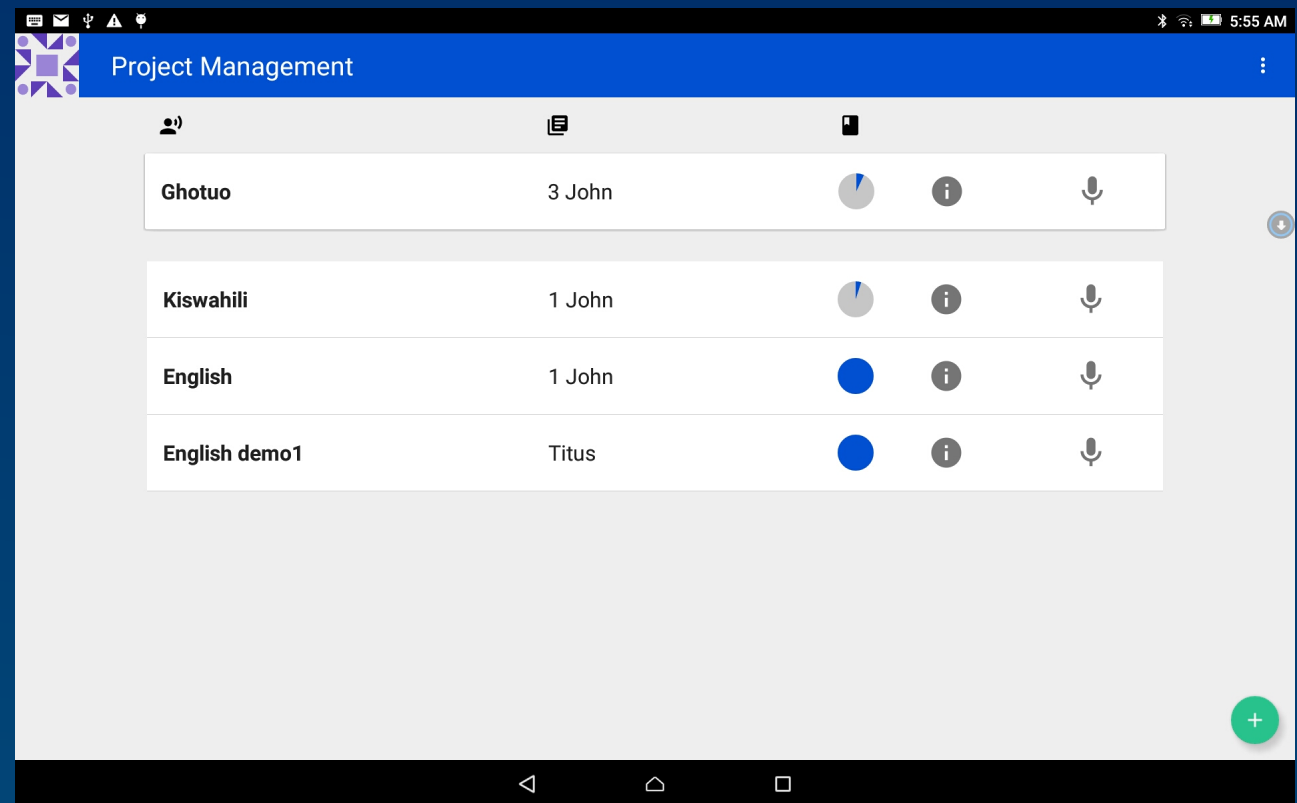 5:55 AM
Project Management
Ghotuo 3 John
Kiswahili 1 John
English 1 John
English demo1 Titus